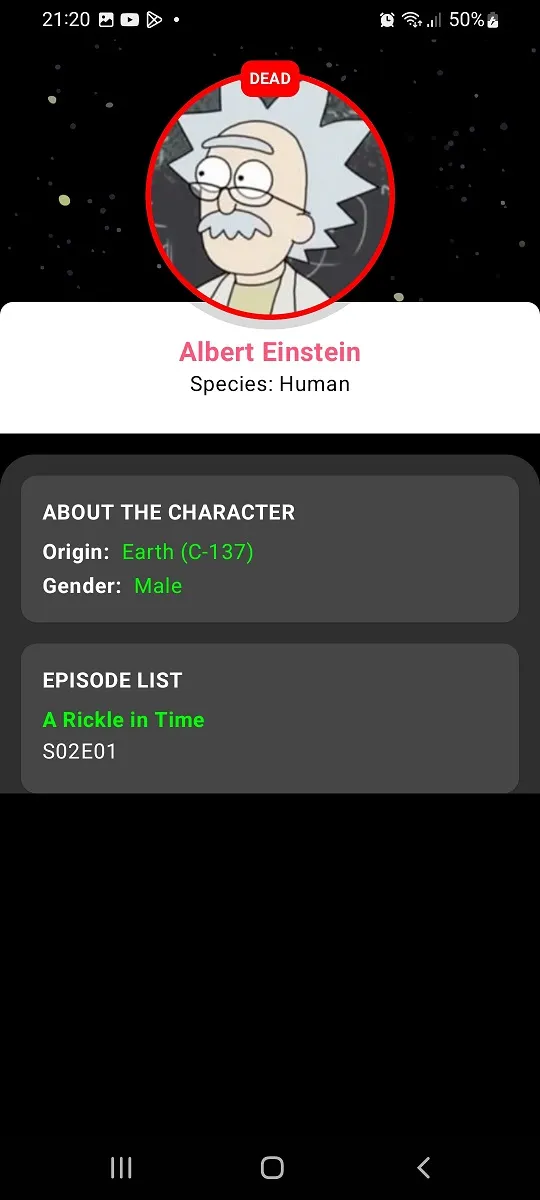 21:20 50%
DEAD
Albert Einstein
Species: Human
ABOUT THE CHARACTER
Origin: Earth (C-137)
Gender: Male
EPISODE LIST
A Rickle in Time
S02E01